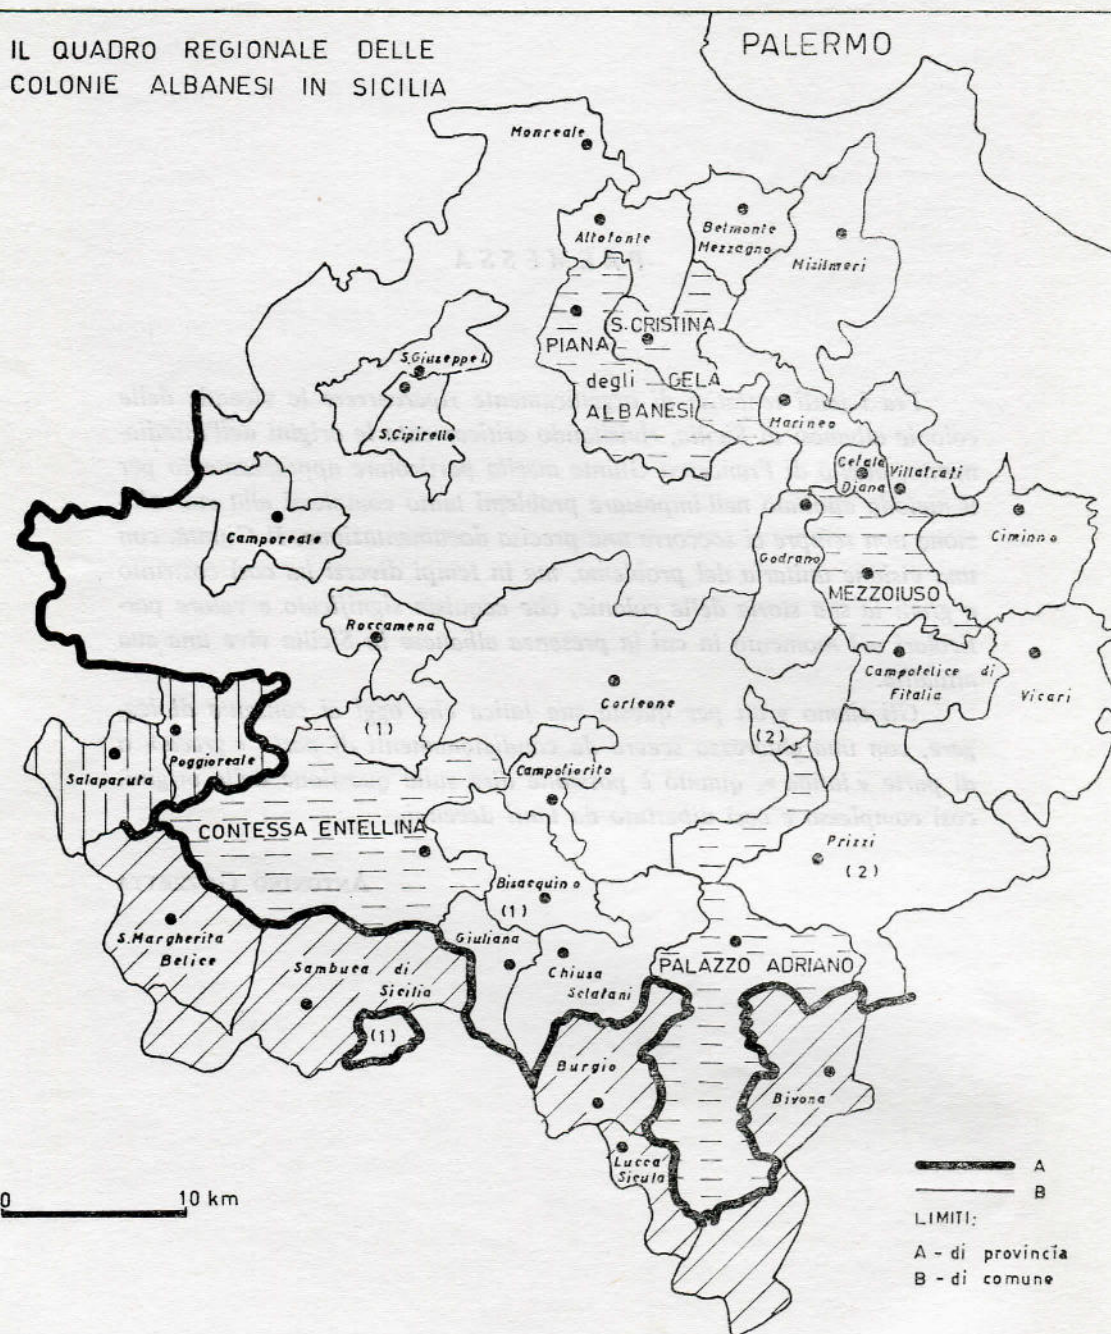 IL QUADRO REGIONALE DELLE
COLONIE ALBANESI IN SICILIA
PALERMO
Monreale
Altofonte
Belmonte
Mezzagno
Misilmeri
S. CRISTINA
PIANA
degli GELA
ALBANESI
S. Giuseppe J.
S. Cipirello
Marineo
Cefala
Diana
Villafrati
Ciminna
Camporeale
Godrano
MEZZOIUSO
Roccamena
Campofelice di
Fitalia
Vicari
Corleone
(1)
(2)
Salaparuta
Poggioreale
Campofiorito
CONTESSA ENTELLINA
Prizzi
(2)
Bisacquino
(1)
S. Margherita
Belice
Giuliana
Sambuca di
Sicilia
Chiusa
Sclafani
PALAZZO ADRIANO
(1)
Burgio
Bivona
Lucca
Sicula
0 10 km
A
B
LIMITI:
A - di provincia
B - di comune